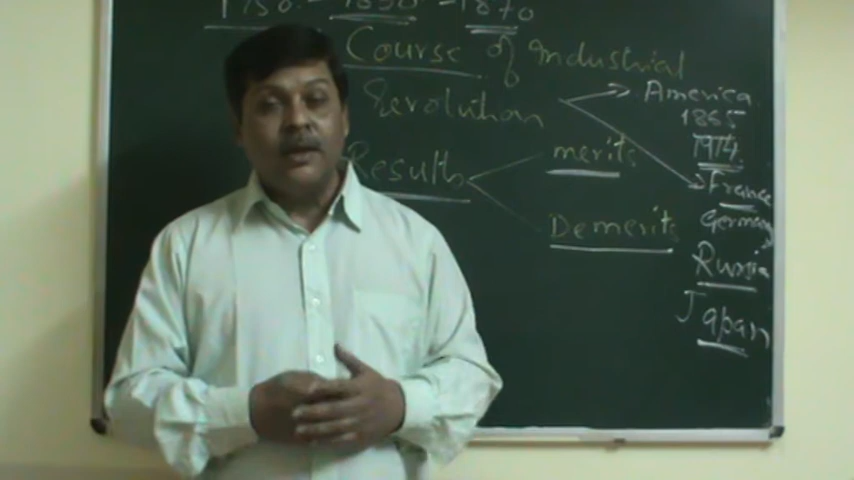 1750. - 1850 - 1870
Course of Industrial
Revolution
America
1865
1914
Results
merits
Demerits
France
Germany
Russia
Japan